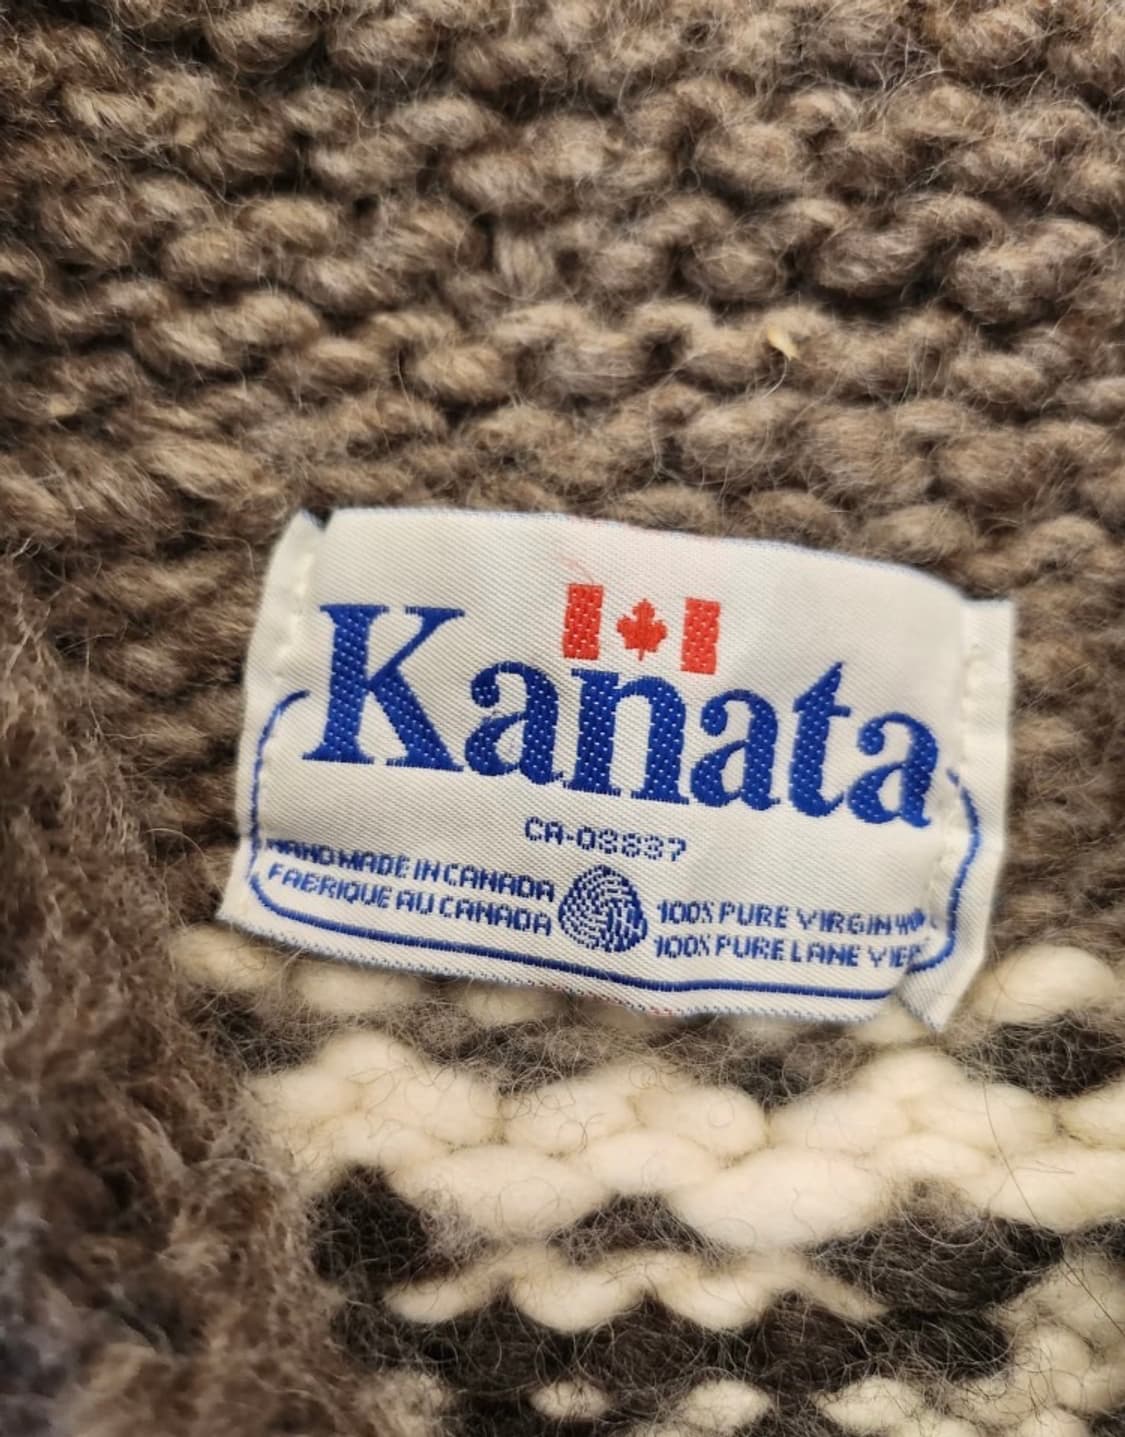 Kanata
CA-03837
HAND MADE IN CANADA
FABRIQUE AU CANADA
100% PURE VIRGIN
100% PURE LANE